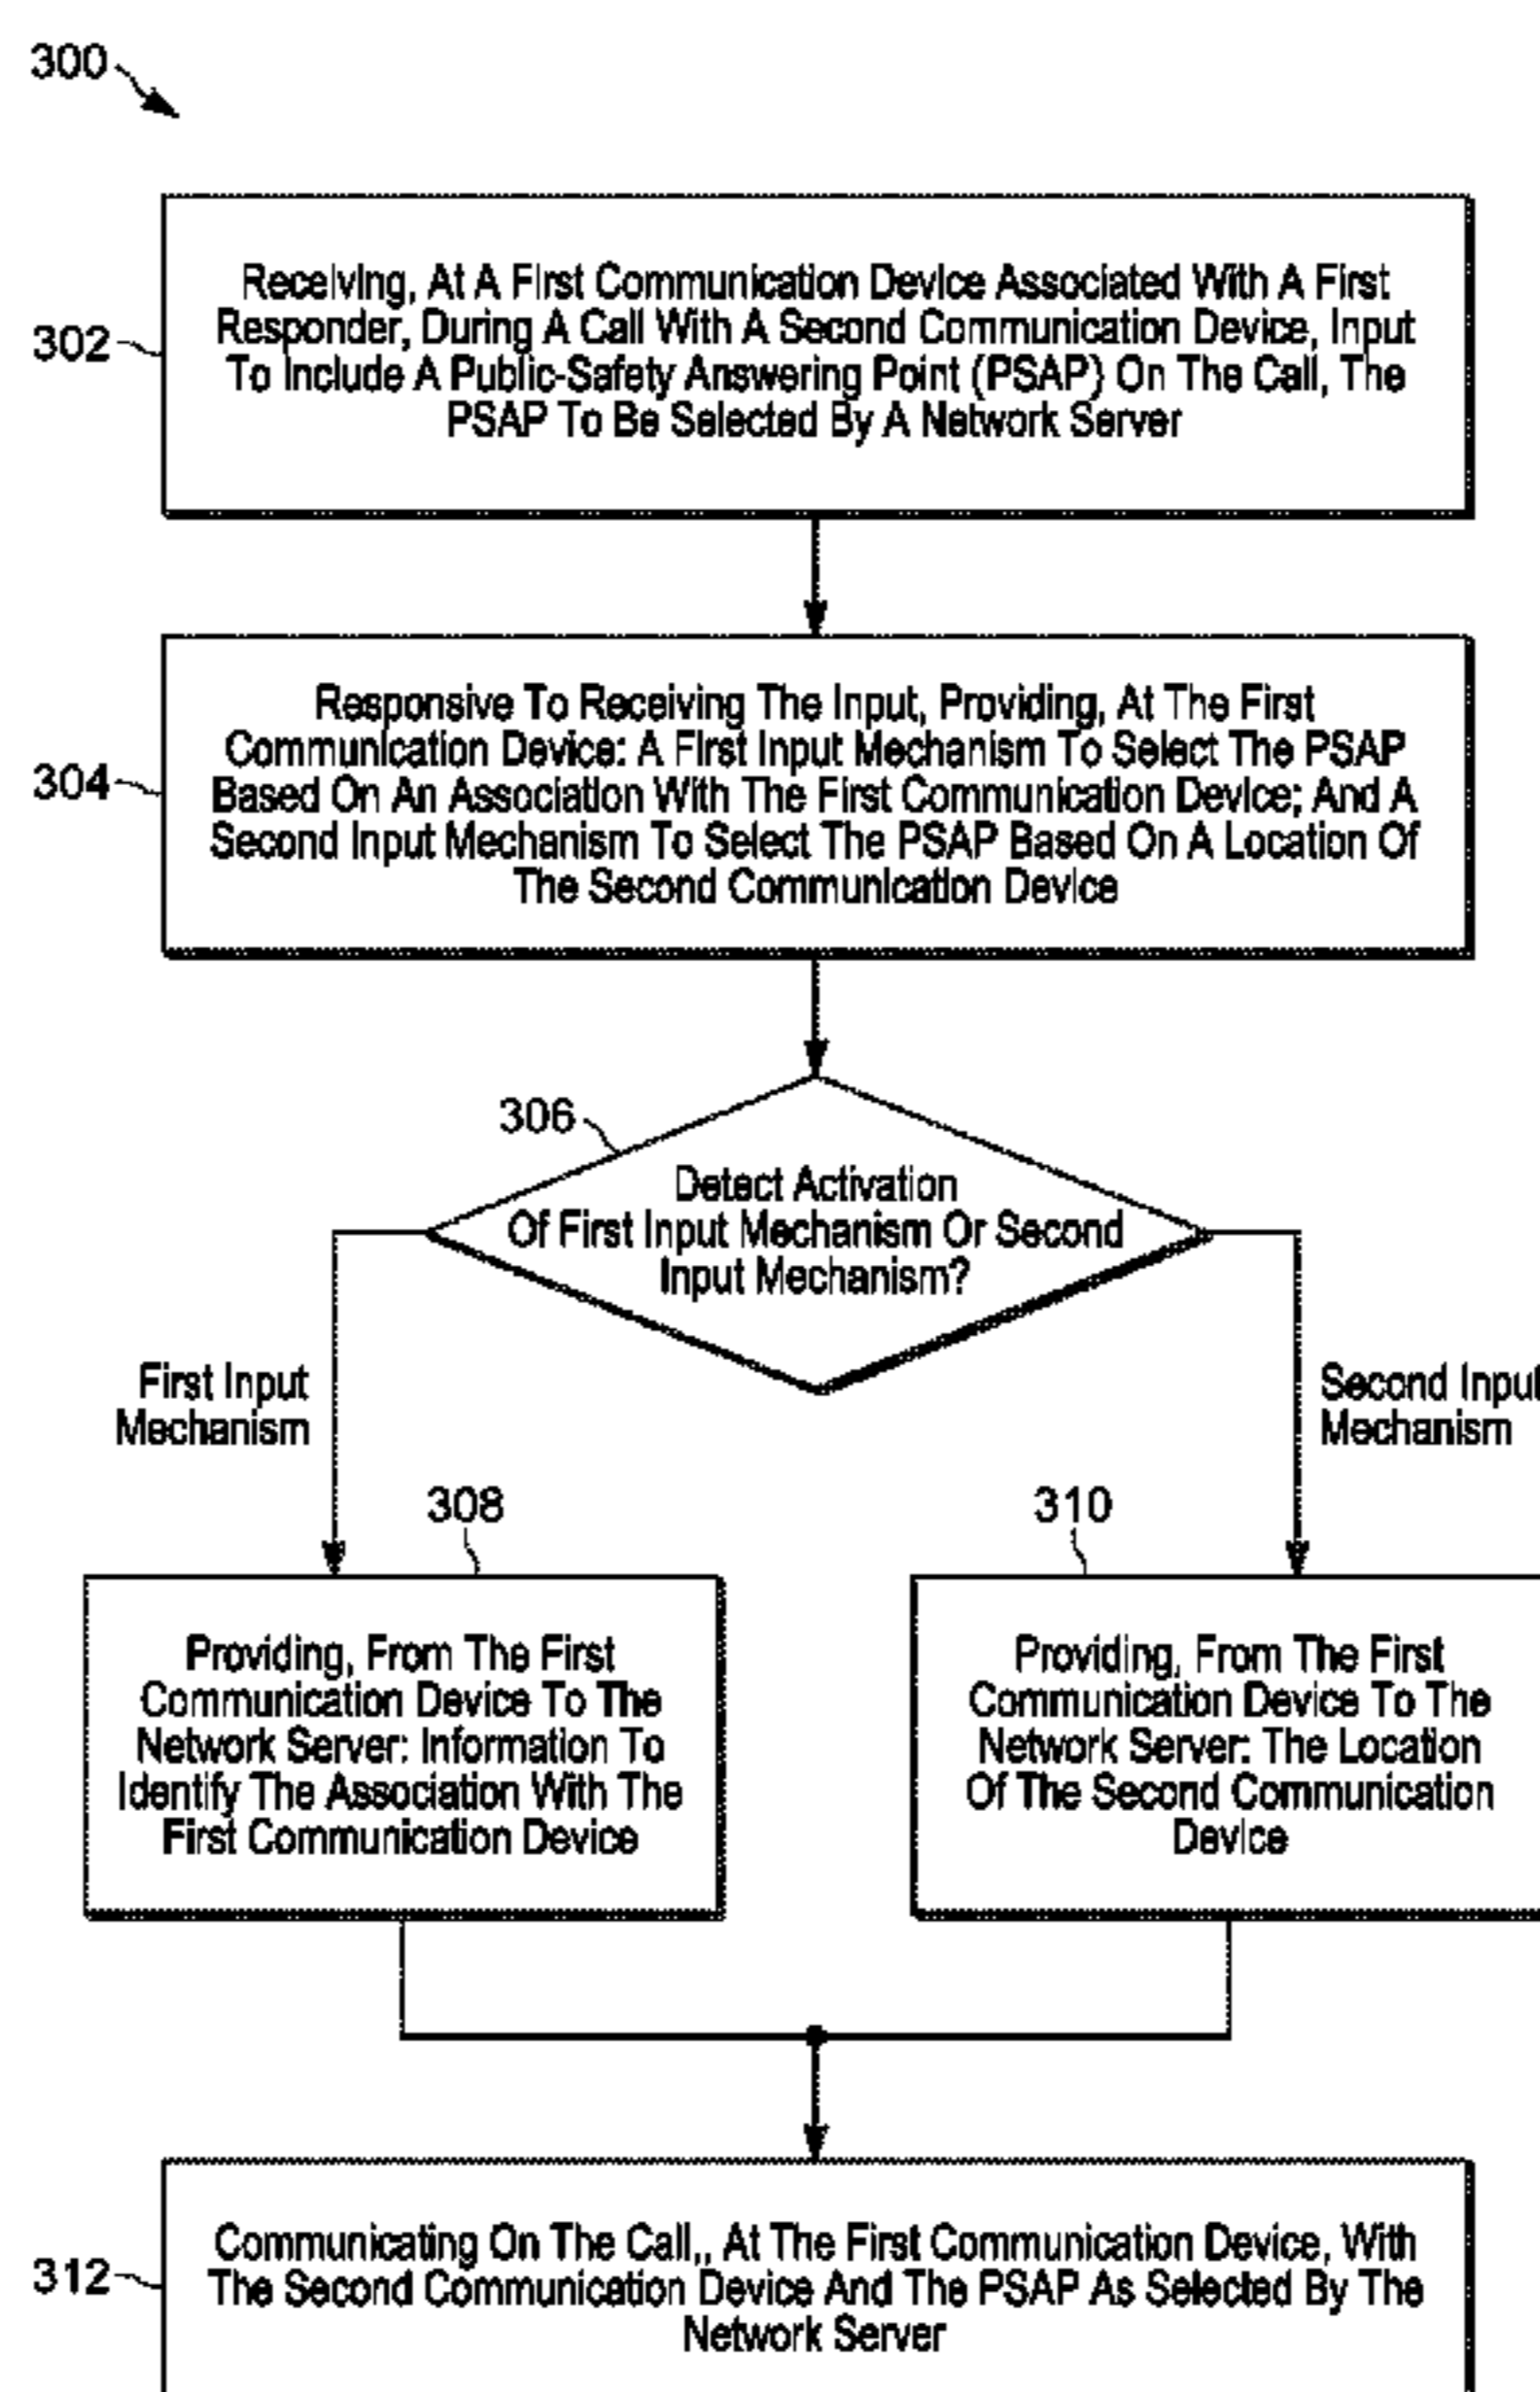 300
302
Receiving, At A First Communication Device Associated With A First
Responder, During A Call With A Second Communication Device, Input
To Include A Public-Safety Answering Point (PSAP) On The Call, The
PSAP To Be Selected By A Network Server
304
Responsive To Receiving The Input, Providing, At The First
Communication Device: A First Input Mechanism To Select The PSAP
Based On An Association With The First Communication Device; And A
Second Input Mechanism To Select The PSAP Based On A Location Of
The Second Communication Device
306
Detect Activation
Of First Input Mechanism Or Second
Input Mechanism?
First Input
Mechanism
Second Input
Mechanism
308
Providing, From The First
Communication Device To The
Network Server: Information To
Identify The Association With The
First Communication Device
310
Providing, From The First
Communication Device To The
Network Server: The Location
Of The Second Communication
Device
312
Communicating On The Call,, At The First Communication Device, With
The Second Communication Device And The PSAP As Selected By The
Network Server